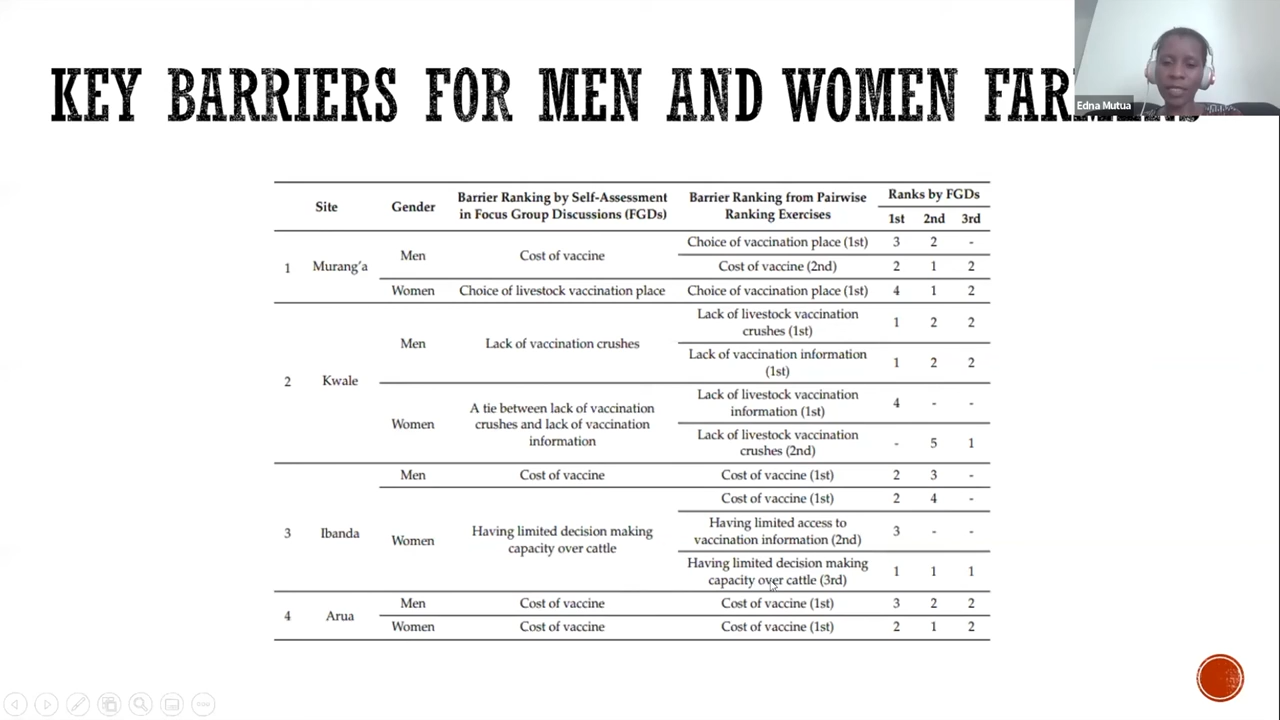 KEY BARRIERS FOR MEN AND WOMEN
Edna Mutua
Site Gender Barrier Ranking by Self-Assessment in Focus Group Discussions (FGDs) Barrier Ranking from Pairwise Ranking Exercises Ranks by FGDs
1st 2nd 3rd
1 Murang'a Men Cost of vaccine Choice of vaccination place (1st) 3 2 -
Cost of vaccine (2nd) 2 1 2
Women Choice of livestock vaccination place Choice of vaccination place (1st) 4 1 2
2 Kwale Men Lack of vaccination crushes Lack of livestock vaccination crushes (1st) 1 2 2
Lack of vaccination information (1st) 1 2 2
Women A tie between lack of vaccination crushes and lack of vaccination information Lack of livestock vaccination information (1st) 4 - -
Lack of livestock vaccination crushes (2nd) - 5 1
3 Ibanda Men Cost of vaccine Cost of vaccine (1st) 2 3 -
Women Having limited decision making capacity over cattle Cost of vaccine (1st) 2 4 -
Having limited access to vaccination information (2nd) 3 - -
Having limited decision making capacity over cattle (3rd) 1 1 1
4 Arua Men Cost of vaccine Cost of vaccine (1st) 3 2 2
Women Cost of vaccine Cost of vaccine (1st) 2 1 2